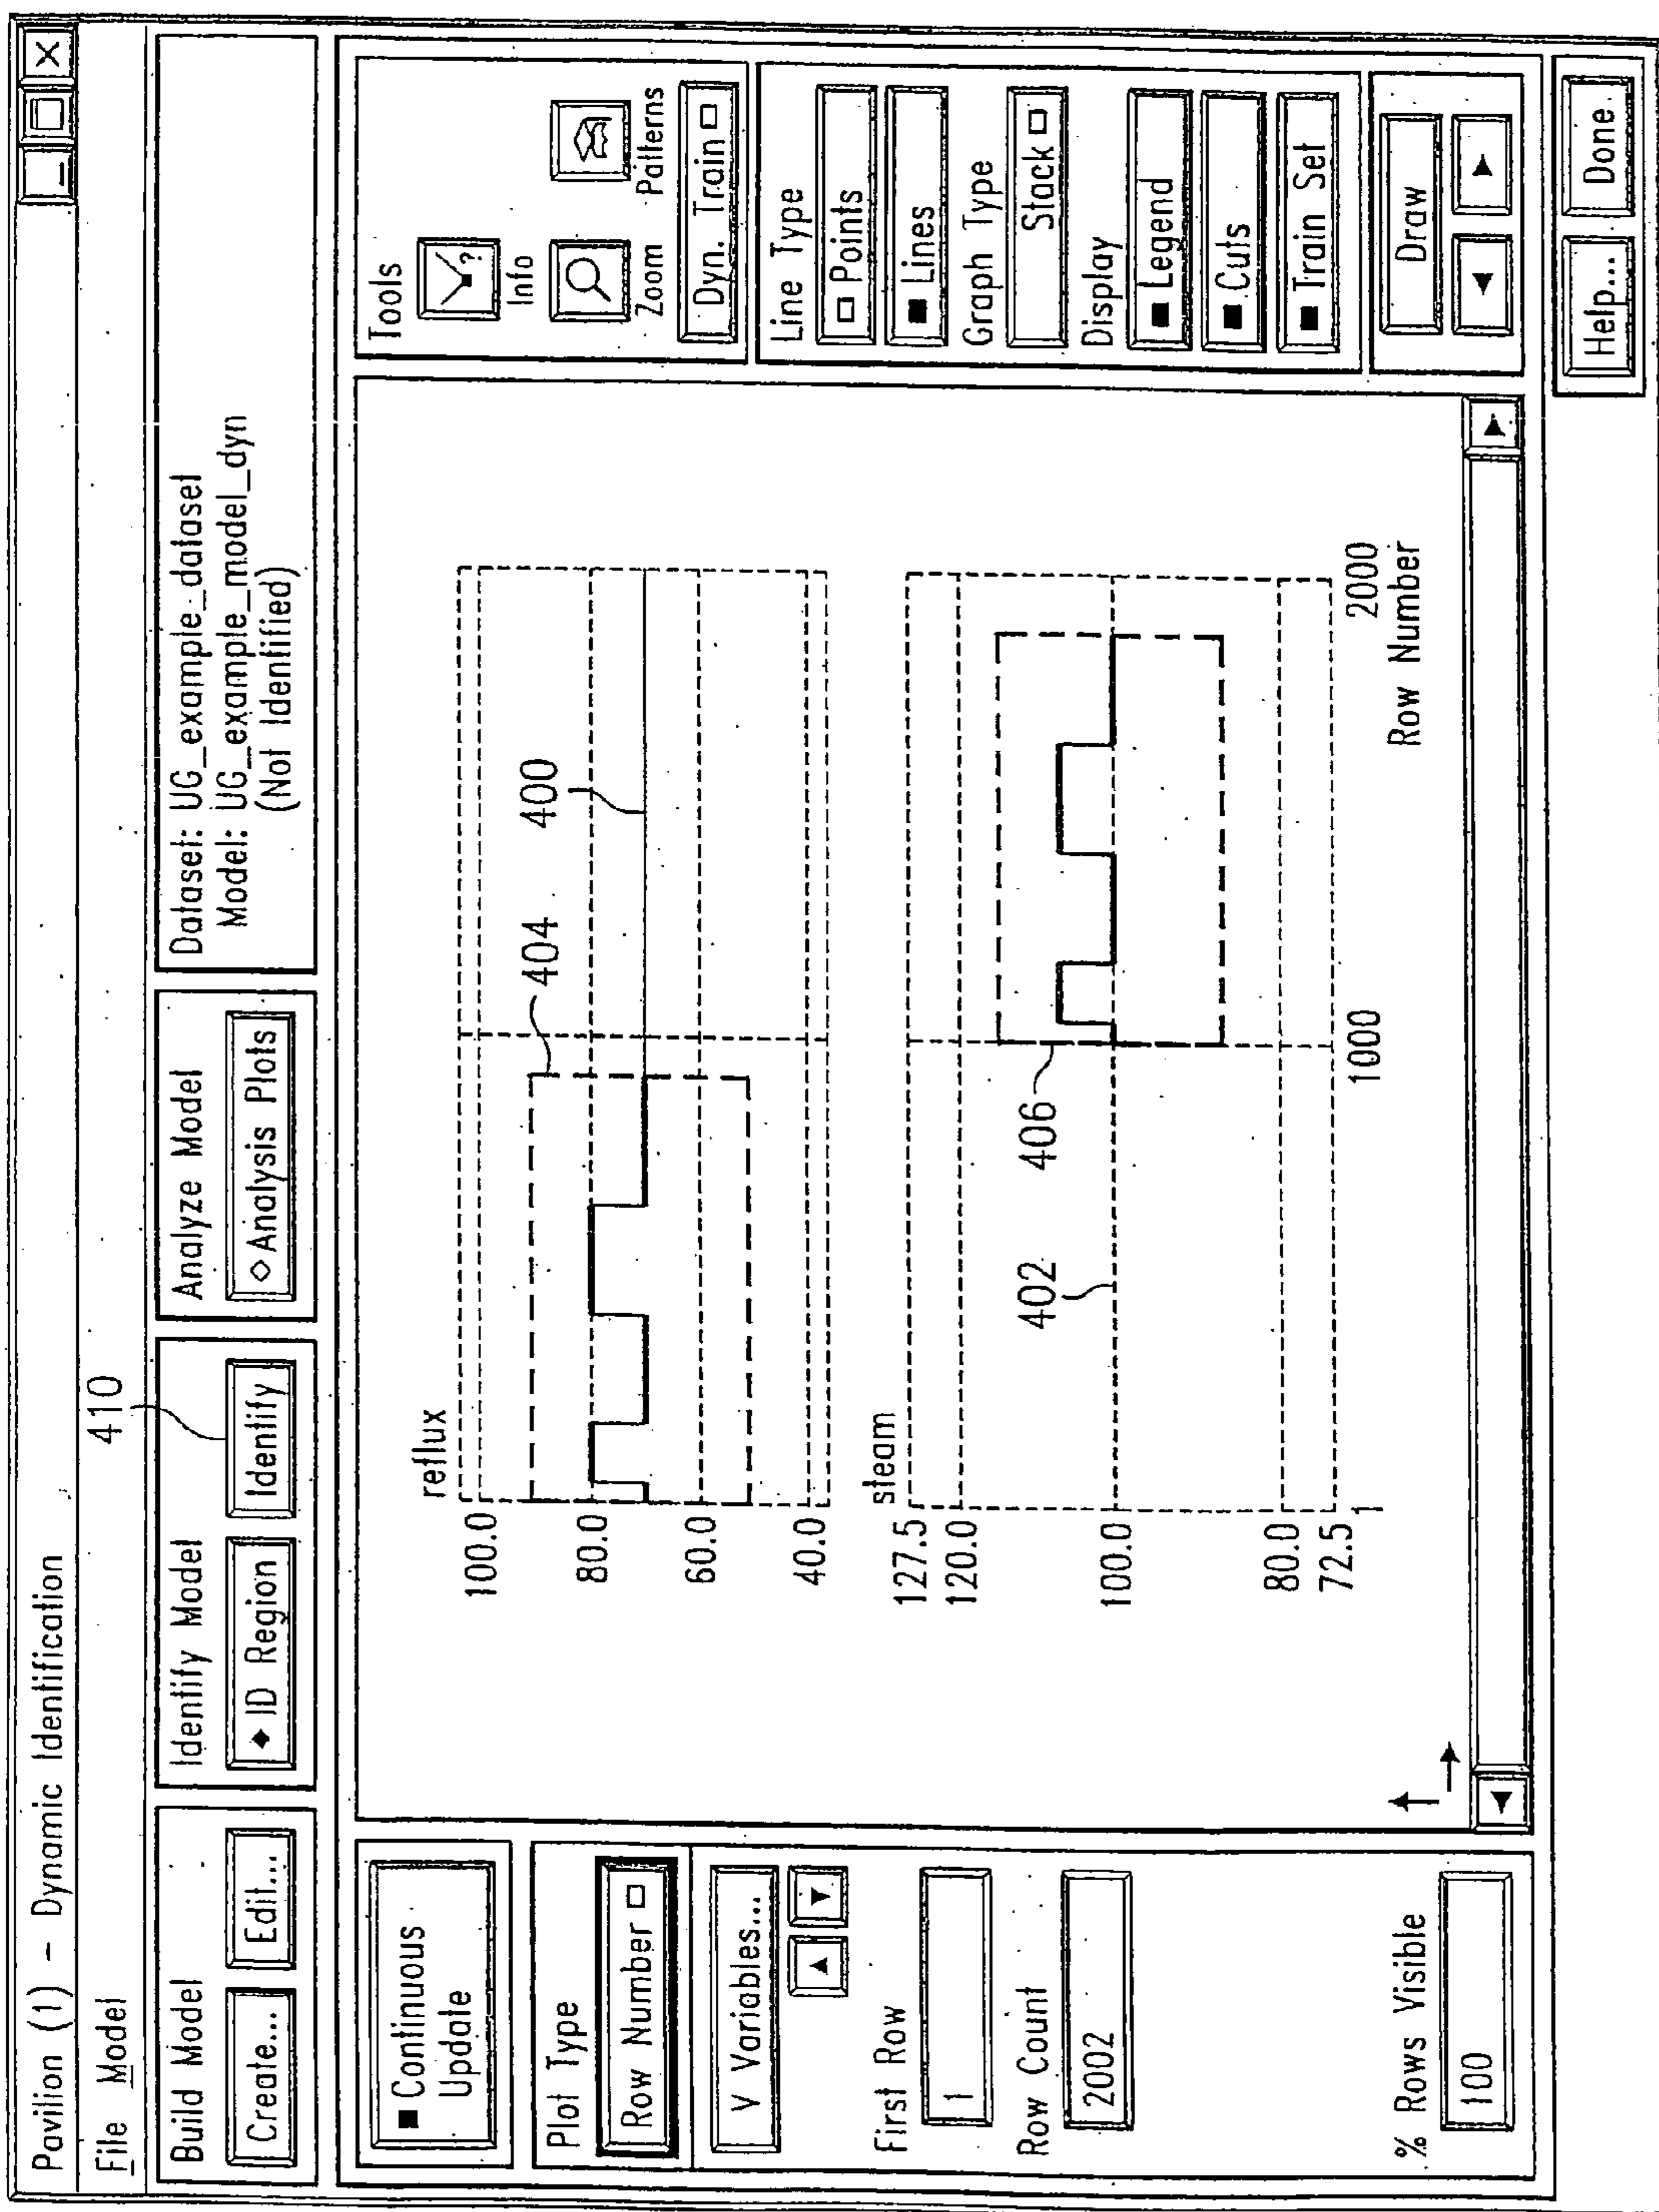 Pavilion (1) - Dynamic Identification
File Model
410
Build Model
Create...
Edit...
Identify Model
ID Region
Identify
Analyze Model
Analysis Plots
Dataset: UG_example_dataset
Model: UG_example_model_dyn
(Not Identified)
Continuous
Update
Plot Type
Row Number
V Variables...
First Row
1
Row Count
2002
% Rows Visible
100
reflux
100.0
80.0
60.0
40.0
404
400
steam
127.5
120.0
100.0
80.0
72.5
402
406
1
1000
2000
Row Number
Tools
?
Info
Zoom
Patterns
Dyn. Train
Line Type
Points
Lines
Graph Type
Stack
Display
Legend
Cuts
Train Set
Draw
Help...
Done